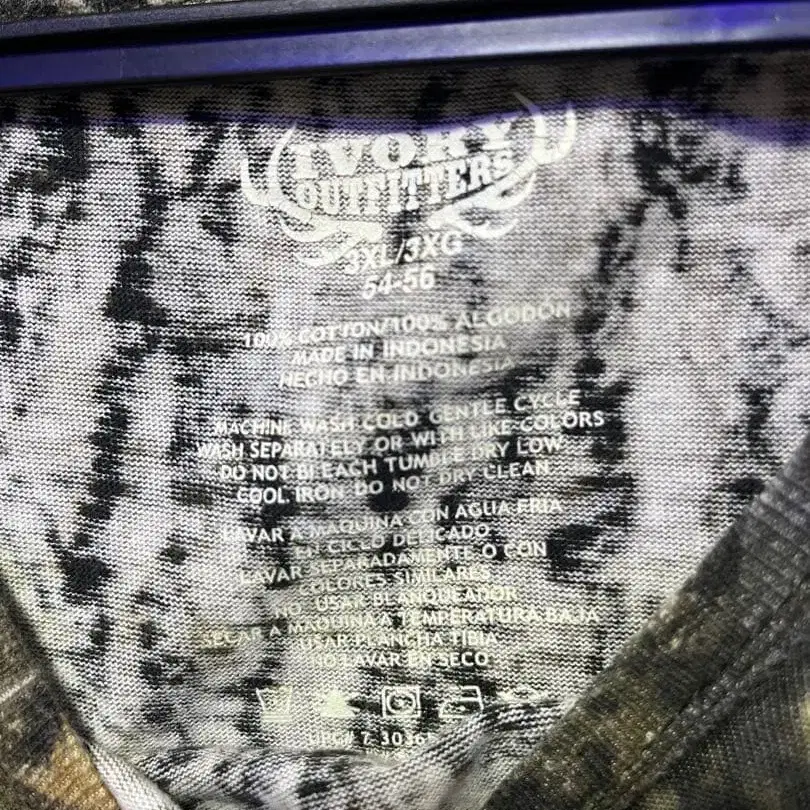 IVORY
OUTFITTERS
3XL/3XG
54-56
100% COTTON/100% ALGODÓN
MADE IN INDONESIA
HECHO EN INDONESIA
MACHINE WASH COLD GENTLE CYCLE
WASH SEPARATELY OR WITH LIKE COLORS
DO NOT BLEACH TUMBLE DRY LOW
COOL IRON DO NOT DRY CLEAN
LAVAR A MAQUINA CON AGUA FRIA
EN CICLO DELICADO
LAVAR SEPARADAMENTE O CON
COLORES SIMILARES
NO USAR BLANQUEADOR
SECAR A MAQUINA A TEMPERATURA BAJA
USAR PLANCHA TIBIA
NO LAVAR EN SECO